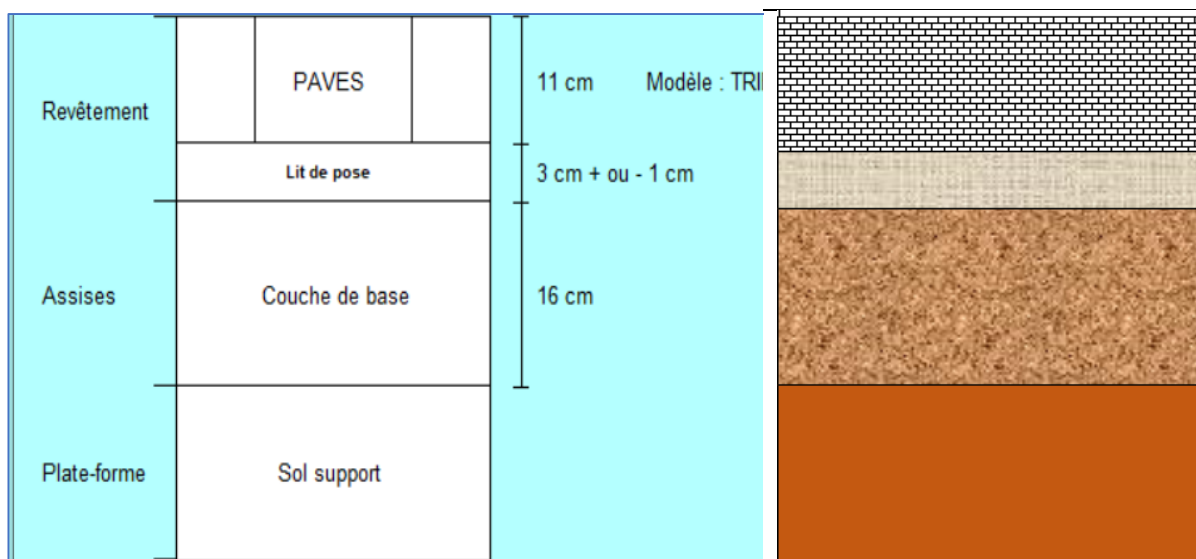 PAVES
11 cm
Modèle :
Revêtement
Lit de pose
3 cm + ou - 1 cm
Assises
Couche de base
16 cm
Plate-forme
Sol support